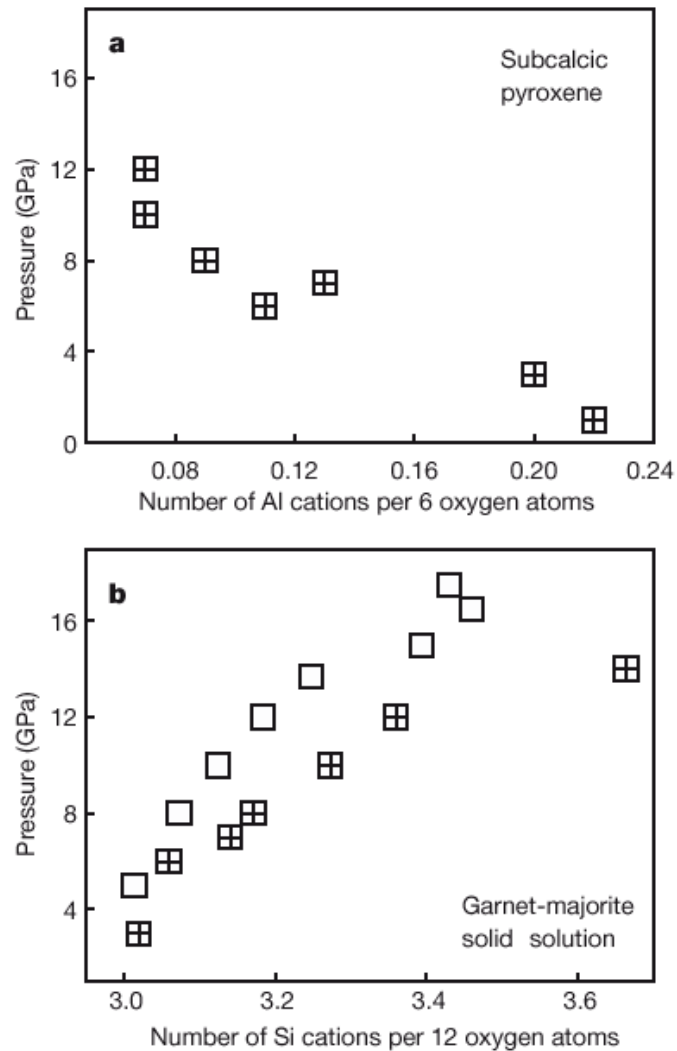 a
Subcalcic
pyroxene
16
12
8
4
0
Pressure (GPa)
0.08 0.12 0.16 0.20 0.24
Number of Al cations per 6 oxygen atoms
b
16
12
8
4
Pressure (GPa)
Garnet-majorite
solid solution
3.0 3.2 3.4 3.6
Number of Si cations per 12 oxygen atoms